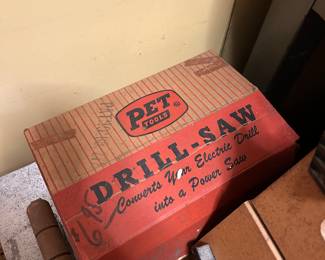 PET
TOOLS
DRILL-SAW
Converts Your Electric Drill
into a Power Saw